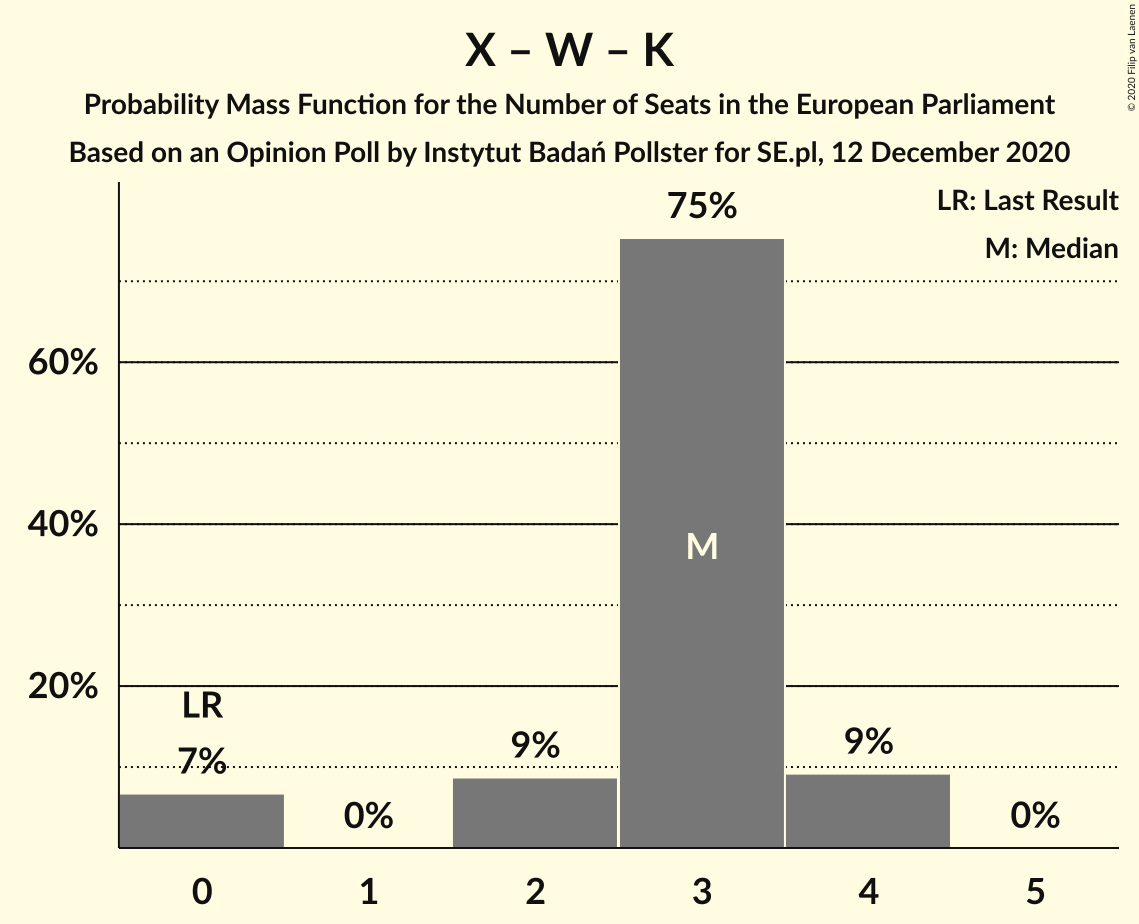 X – W – K
Probability Mass Function for the Number of Seats in the European Parliament
Based on an Opinion Poll by Instytut Badań Pollster for SE.pl, 12 December 2020
© 2020 Filip van Laenen
LR: Last Result
M: Median
75%
60%
40%
20%
M
LR
7%
0%
9%
9%
0%
0 1 2 3 4 5